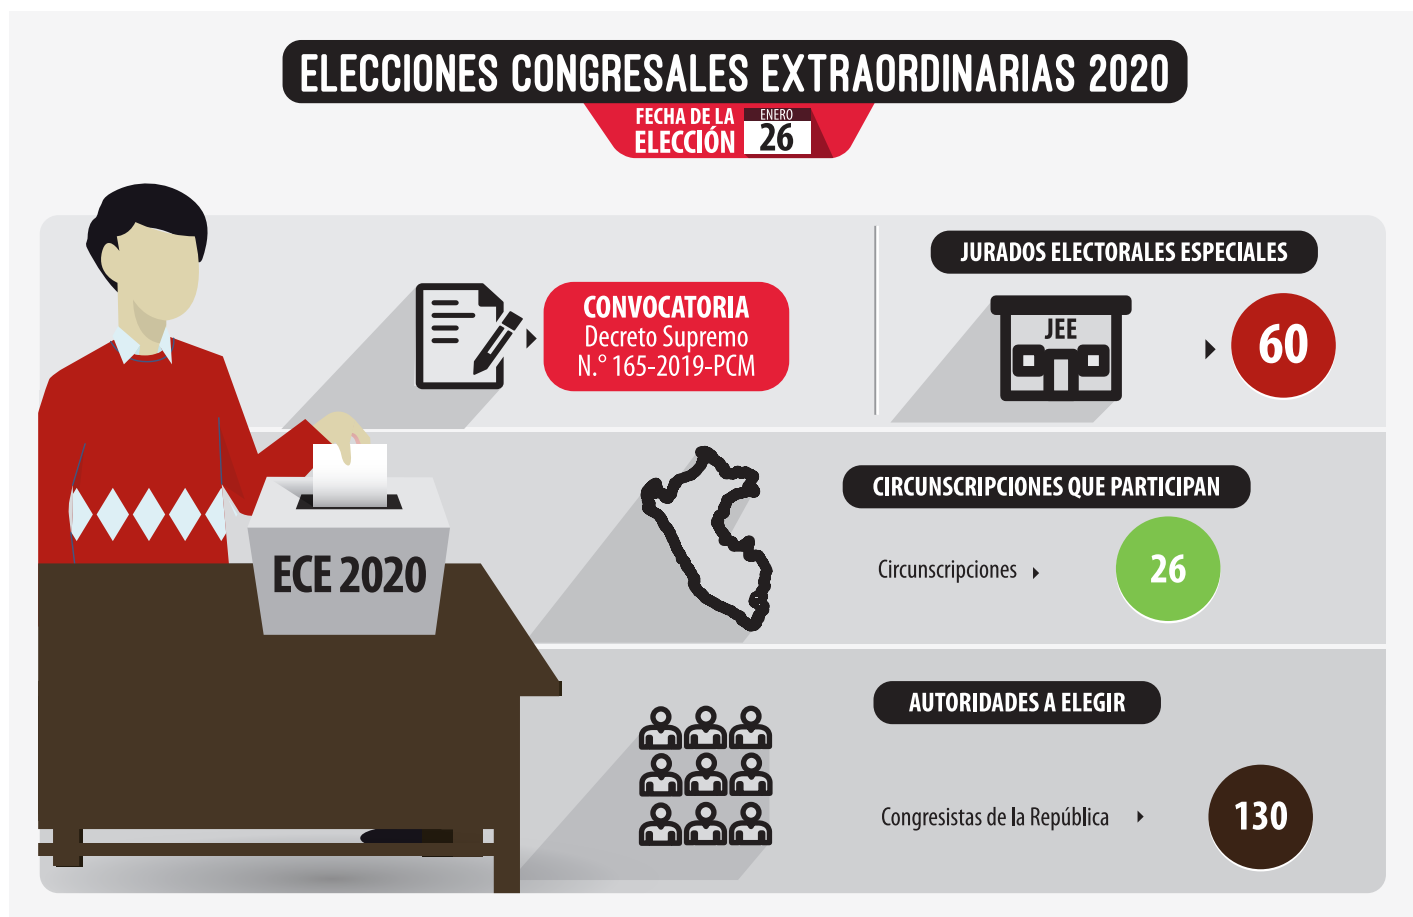 ELECCIONES CONGRESALES EXTRAORDINARIAS 2020
FECHA DE LA
ELECCIÓN
ENERO
26
CONVOCATORIA
Decreto Supremo
N.° 165-2019-PCM
JURADOS ELECTORALES ESPECIALES
JEE
60
CIRCUNSCRIPCIONES QUE PARTICIPAN
Circunscripciones
26
ECE 2020
AUTORIDADES A ELEGIR
Congresistas de la República
130